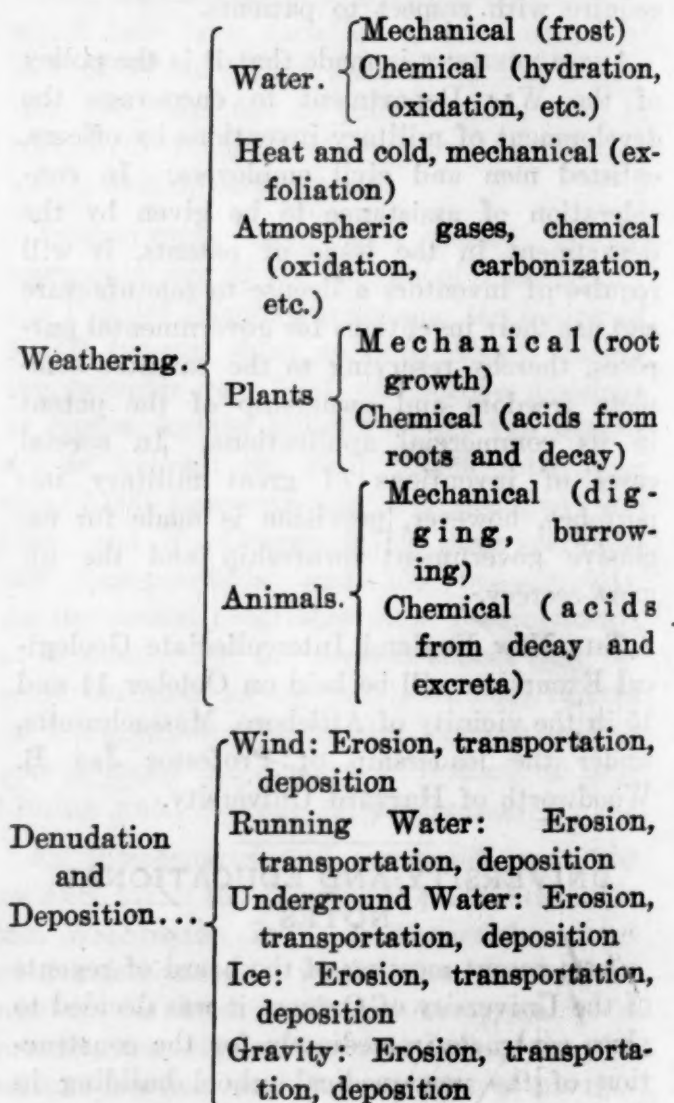 Mechanical (frost)
Water. Chemical (hydration,
oxidation, etc.)
Heat and cold, mechanical (ex-
foliation)
Atmospheric gases, chemical
(oxidation, carbonization,
etc.)
Weathering.
Mechanical (root
growth)
Plants
Chemical (acids from
roots and decay)
Mechanical (dig-
ging, burrow-
ing)
Animals.
Chemical (acids
from decay and
excreta)
Wind: Erosion, transportation,
deposition
Running Water: Erosion,
transportation, deposition
Denudation
and
Deposition...
Underground Water: Erosion,
transportation, deposition
Ice: Erosion, transportation,
deposition
Gravity: Erosion, transporta-
tion, deposition